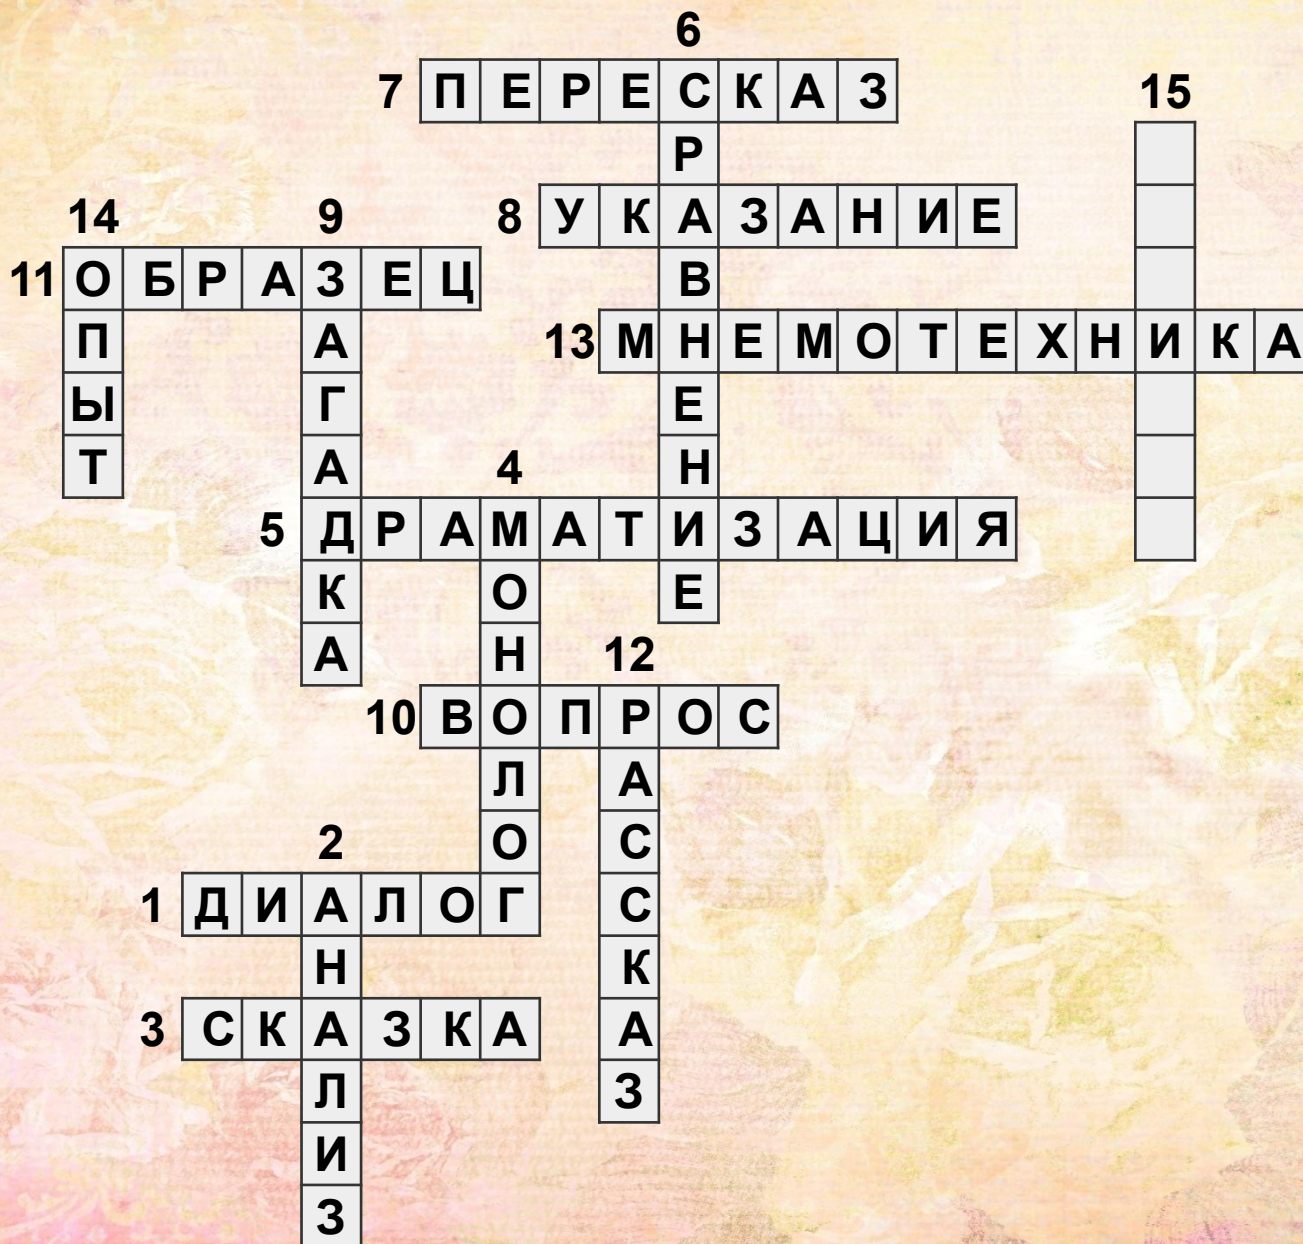 6
7 ПЕРЕСКАЗ 15
Р
14 9 8 УКАЗАНИЕ
11 ОБРАЗЕЦ В
П А 13 МНЕМОТЕХНИКА
Ы Г Е
Т А 4 Н
5 ДРАМАТИЗАЦИЯ
К О Е
А Н 12
10 ВОПРОС
Л А
2 О С
1 ДИАЛОГ С
Н К
3 СКАЗКА А
Л З
И
З